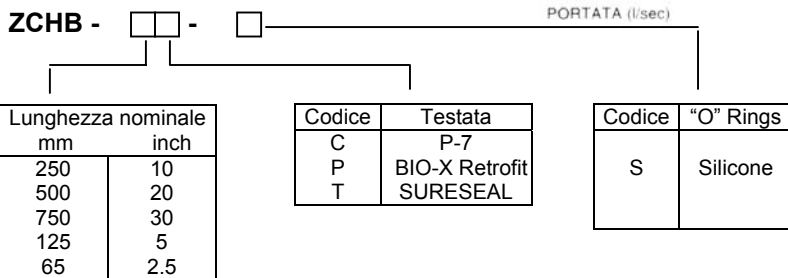 PORTATA (l/sec)
ZCHB - □□ - □
Lunghezza nominale
mm inch
250 10
500 20
750 30
125 5
65 2.5
Codice Testata
C P-7
P BIO-X Retrofit
T SURESEAL
Codice "O" Rings
S Silicone